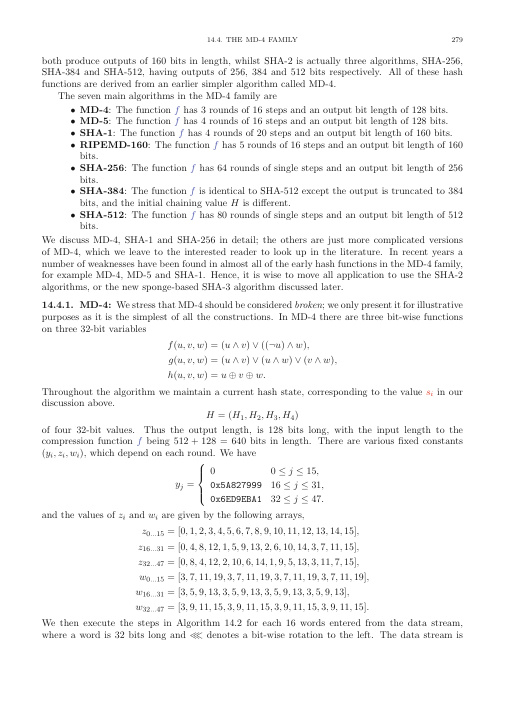 14.4. THE MD-4 FAMILY 279
both produce outputs of 160 bits in length, whilst SHA-2 is actually three algorithms, SHA-256,
SHA-384 and SHA-512, having outputs of 256, 384 and 512 bits respectively. All of these hash
functions are derived from an earlier simpler algorithm called MD-4.
The seven main algorithms in the MD-4 family are
• MD-4: The function f has 3 rounds of 16 steps and an output bit length of 128 bits.
• MD-5: The function f has 4 rounds of 16 steps and an output bit length of 128 bits.
• SHA-1: The function f has 4 rounds of 20 steps and an output bit length of 160 bits.
• RIPEMD-160: The function f has 5 rounds of 16 steps and an output bit length of 160
bits.
• SHA-256: The function f has 64 rounds of single steps and an output bit length of 256
bits.
• SHA-384: The function f is identical to SHA-512 except the output is truncated to 384
bits, and the initial chaining value H is different.
• SHA-512: The function f has 80 rounds of single steps and an output bit length of 512
bits.
We discuss MD-4, SHA-1 and SHA-256 in detail; the others are just more complicated versions
of MD-4, which we leave to the interested reader to look up in the literature. In recent years a
number of weaknesses have been found in almost all of the early hash functions in the MD-4 family,
for example MD-4, MD-5 and SHA-1. Hence, it is wise to move all application to use the SHA-2
algorithms, or the new sponge-based SHA-3 algorithm discussed later.
14.4.1. MD-4: We stress that MD-4 should be considered broken; we only present it for illustrative
purposes as it is the simplest of all the constructions. In MD-4 there are three bit-wise functions
on three 32-bit variables
f(u, v, w) = (u ∧ v) ∨ ((¬u) ∧ w),
g(u, v, w) = (u ∧ v) ∨ (u ∧ w) ∨ (v ∧ w),
h(u, v, w) = u ⊕ v ⊕ w.
Throughout the algorithm we maintain a current hash state, corresponding to the value s_i in our
discussion above.
H = (H₁, H₂, H₃, H₄)
of four 32-bit values. Thus the output length, is 128 bits long, with the input length to the
compression function f being 512 + 128 = 640 bits in length. There are various fixed constants
(y_i, z_i, w_i), which depend on each round. We have
y_j = { 0 0 ≤ j ≤ 15,
0x5A827999 16 ≤ j ≤ 31,
0x6ED9EBA1 32 ≤ j ≤ 47.
and the values of z_i and w_i are given by the following arrays,
z_{0...15} = [0, 1, 2, 3, 4, 5, 6, 7, 8, 9, 10, 11, 12, 13, 14, 15],
z_{16...31} = [0, 4, 8, 12, 1, 5, 9, 13, 2, 6, 10, 14, 3, 7, 11, 15],
z_{32...47} = [0, 8, 4, 12, 2, 10, 6, 14, 1, 9, 5, 13, 3, 11, 7, 15],
w_{0...15} = [3, 7, 11, 19, 3, 7, 11, 19, 3, 7, 11, 19, 3, 7, 11, 19],
w_{16...31} = [3, 5, 9, 13, 3, 5, 9, 13, 3, 5, 9, 13, 3, 5, 9, 13],
w_{32...47} = [3, 9, 11, 15, 3, 9, 11, 15, 3, 9, 11, 15, 3, 9, 11, 15].
We then execute the steps in Algorithm 14.2 for each 16 words entered from the data stream,
where a word is 32 bits long and ⋘ denotes a bit-wise rotation to the left. The data stream is